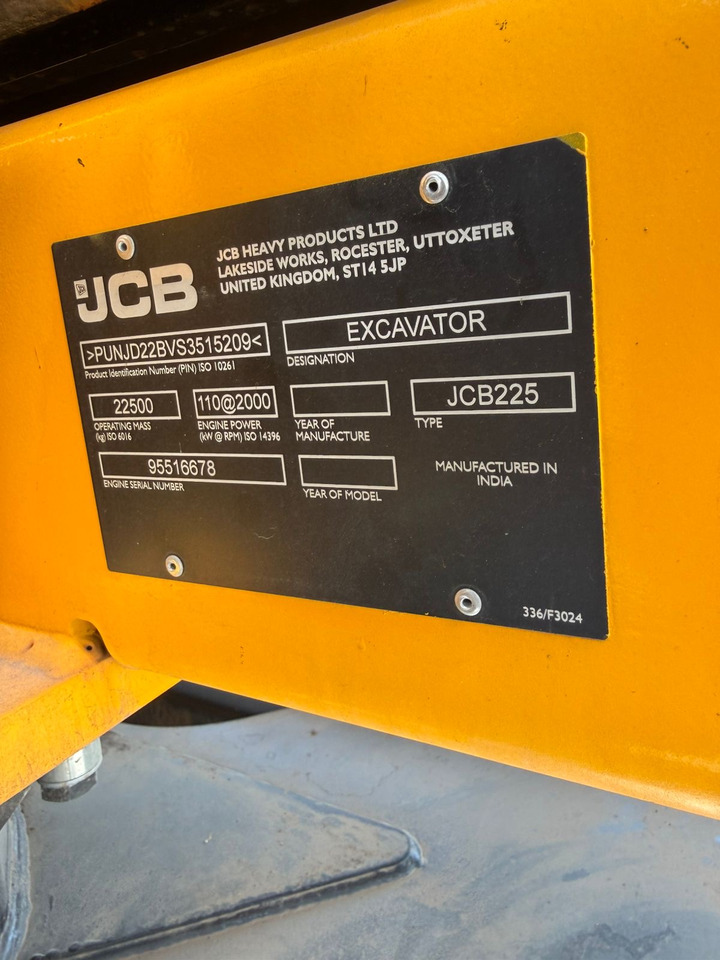 JCB
JCB HEAVY PRODUCTS LTD
LAKESIDE WORKS, ROCESTER, UTTOXETER
UNITED KINGDOM, ST14 5JP
>PUNJD22BVS3515209<
Product Identification Number (PIN) ISO 10261
EXCAVATOR
DESIGNATION
22500
OPERATING MASS
(kg) ISO 6016
110@2000
ENGINE POWER
(kW @ RPM) ISO 14396
YEAR OF
MANUFACTURE
JCB225
TYPE
95516678
ENGINE SERIAL NUMBER
YEAR OF MODEL
MANUFACTURED IN
INDIA
336/F3024